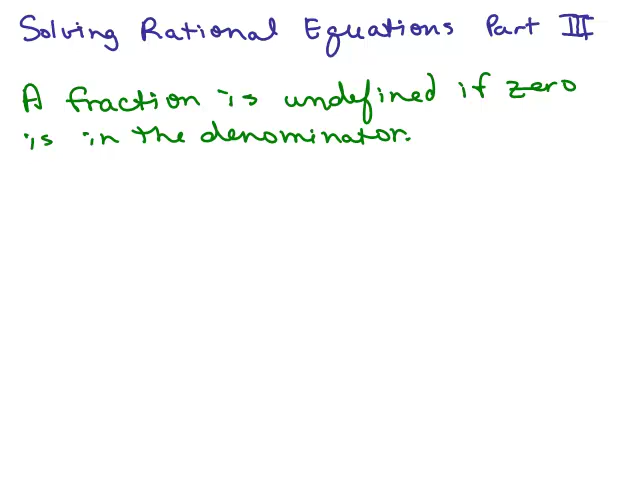 Solving Rational Equations Part III
A fraction is undefined if zero
is in the denominator.